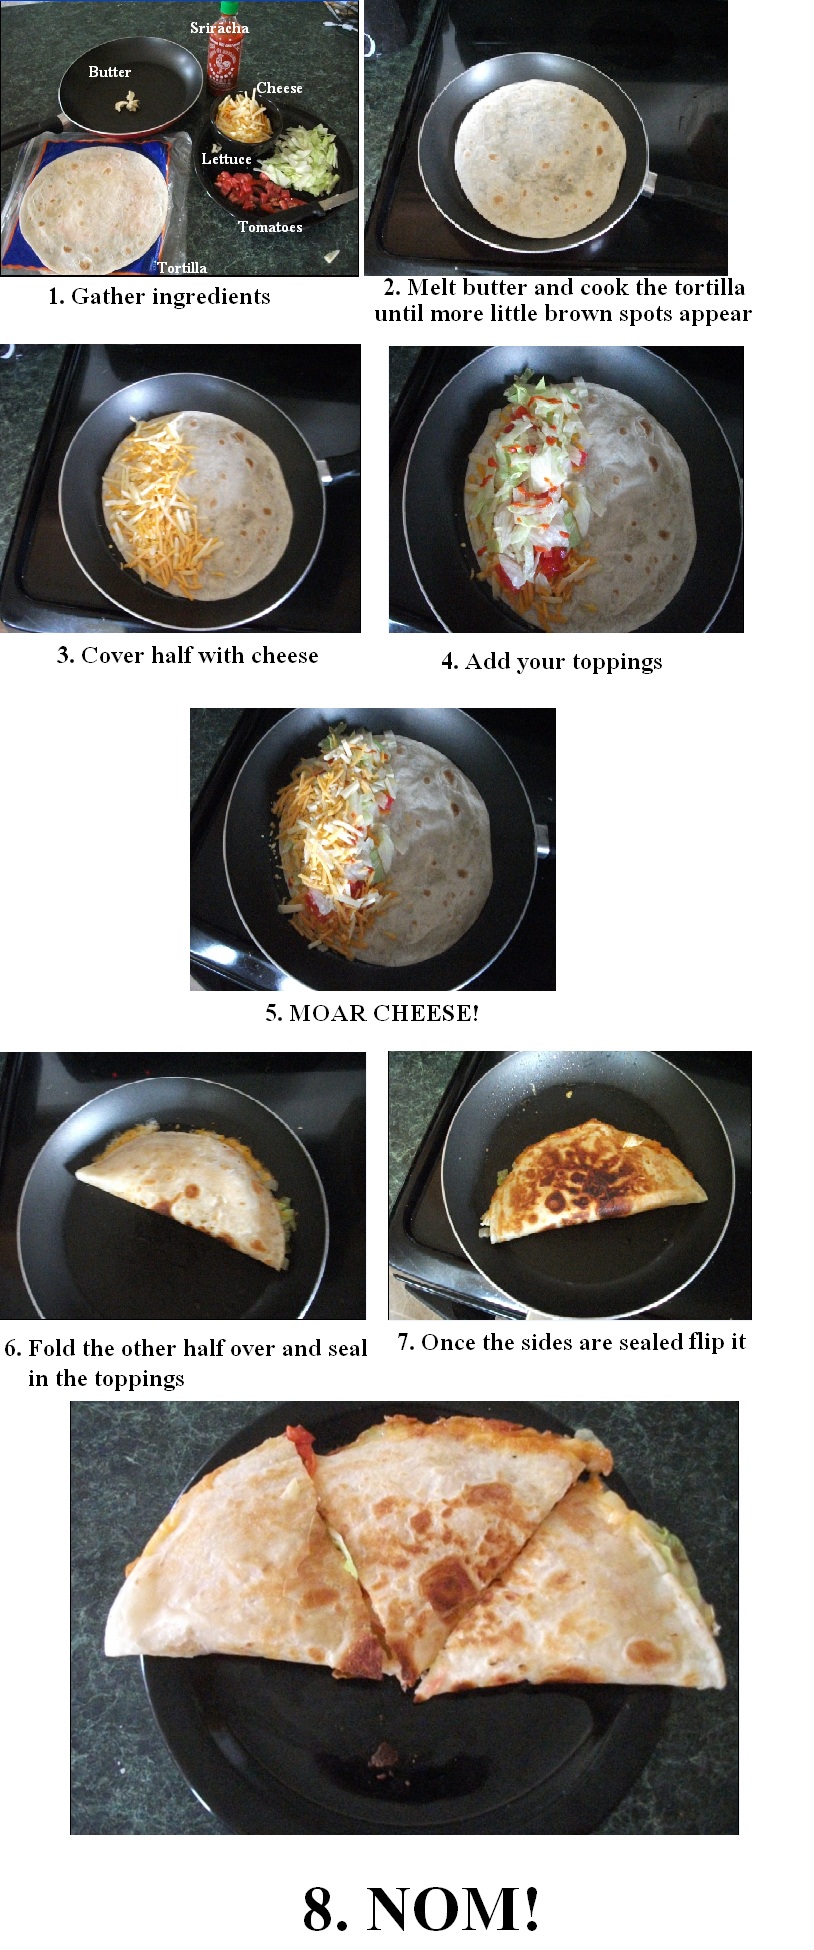 Sriracha
Butter
Cheese
Lettuce
Tomatoes
Tortilla
1. Gather ingredients
2. Melt butter and cook the tortilla
until more little brown spots appear
3. Cover half with cheese
4. Add your toppings
5. MOAR CHEESE!
6. Fold the other half over and seal
in the toppings
7. Once the sides are sealed flip it
8. NOM!